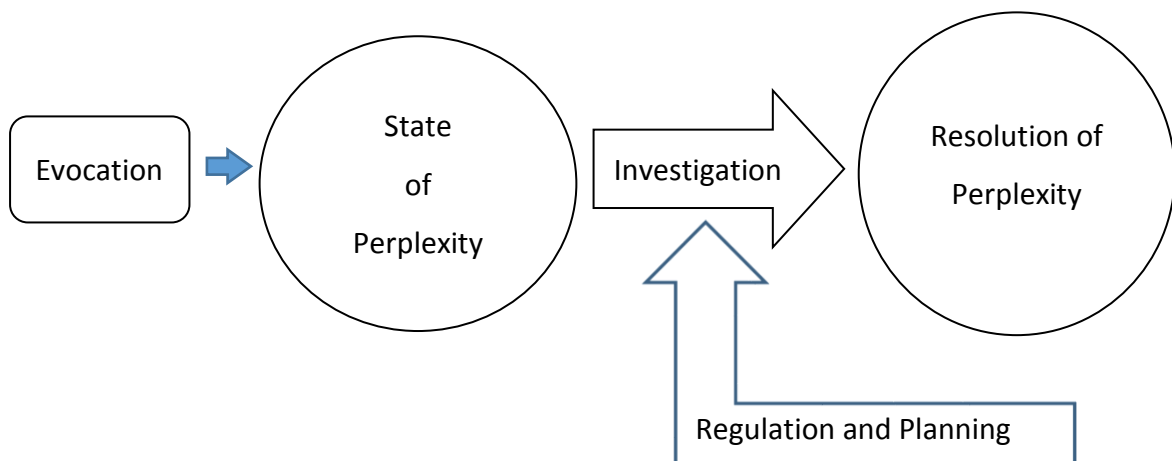 Evocation
State
of
Perplexity
Investigation
Resolution of
Perplexity
Regulation and Planning